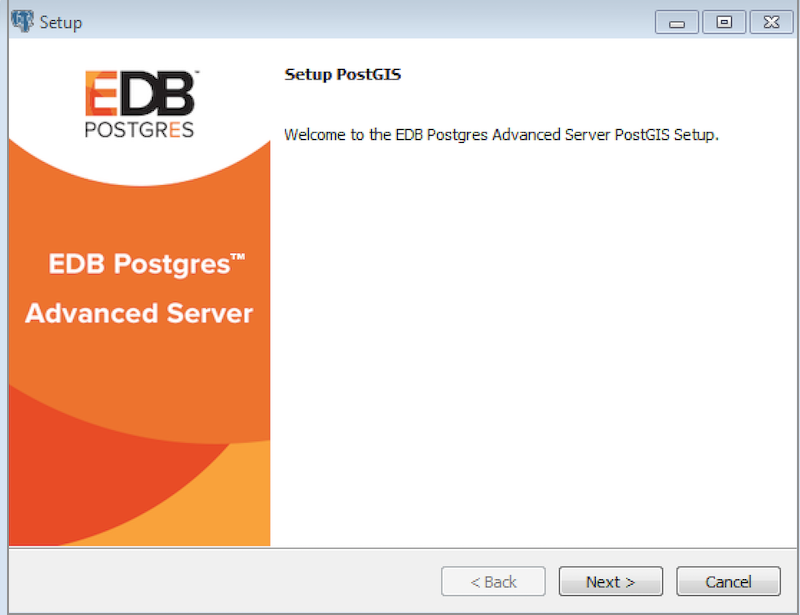 Setup
EDB™
POSTGRES
Setup PostGIS
Welcome to the EDB Postgres Advanced Server PostGIS Setup.
EDB Postgres™
Advanced Server
< Back
Next >
Cancel